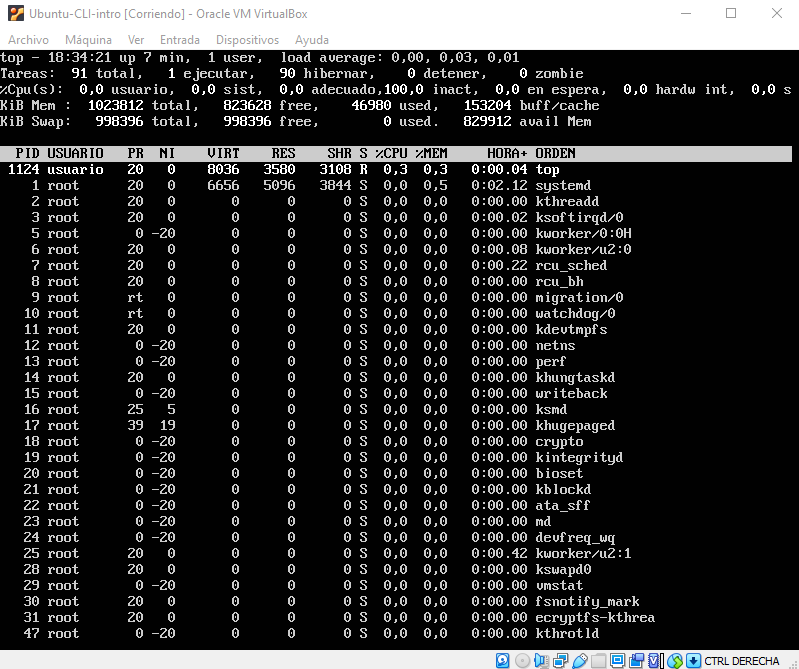 Ubuntu-CLI-intro [Corriendo] - Oracle VM VirtualBox
Archivo Máquina Ver Entrada Dispositivos Ayuda
top - 18:34:21 up 7 min,  1 user,  load average: 0,00, 0,03, 0,01
Tareas:  91 total,   1 ejecutar,   90 hibernar,    0 detener,    0 zombie
%Cpu(s):  0,0 usuario,  0,0 sist,  0,0 adecuado,100,0 inact,  0,0 en espera,  0,0 hardw int,  0,0 s
KiB Mem :  1023812 total,   823628 free,    46980 used,   153204 buff/cache
KiB Swap:   998396 total,   998396 free,        0 used.   829912 avail Mem
PID USUARIO   PR  NI    VIRT    RES    SHR S %CPU %MEM     HORA+ ORDEN
1124 usuario   20   0    8036   3580   3108 R  0,3  0,3   0:00.04 top
1 root      20   0    6656   5096   3844 S  0,0  0,5   0:02.12 systemd
2 root      20   0       0      0      0 S  0,0  0,0   0:00.00 kthreadd
3 root      20   0       0      0      0 S  0,0  0,0   0:00.02 ksoftirqd/0
5 root       0 -20       0      0      0 S  0,0  0,0   0:00.00 kworker/0:0H
6 root      20   0       0      0      0 S  0,0  0,0   0:00.08 kworker/u2:0
7 root      20   0       0      0      0 S  0,0  0,0   0:00.22 rcu_sched
8 root      20   0       0      0      0 S  0,0  0,0   0:00.00 rcu_bh
9 root      rt   0       0      0      0 S  0,0  0,0   0:00.00 migration/0
10 root      rt   0       0      0      0 S  0,0  0,0   0:00.00 watchdog/0
11 root      20   0       0      0      0 S  0,0  0,0   0:00.00 kdevtmpfs
12 root       0 -20       0      0      0 S  0,0  0,0   0:00.00 netns
13 root       0 -20       0      0      0 S  0,0  0,0   0:00.00 perf
14 root      20   0       0      0      0 S  0,0  0,0   0:00.00 khungtaskd
15 root       0 -20       0      0      0 S  0,0  0,0   0:00.00 writeback
16 root      25   5       0      0      0 S  0,0  0,0   0:00.00 ksmd
17 root      39  19       0      0      0 S  0,0  0,0   0:00.00 khugepaged
18 root       0 -20       0      0      0 S  0,0  0,0   0:00.00 crypto
19 root       0 -20       0      0      0 S  0,0  0,0   0:00.00 kintegrityd
20 root       0 -20       0      0      0 S  0,0  0,0   0:00.00 bioset
21 root       0 -20       0      0      0 S  0,0  0,0   0:00.00 kblockd
22 root       0 -20       0      0      0 S  0,0  0,0   0:00.00 ata_sff
23 root       0 -20       0      0      0 S  0,0  0,0   0:00.00 md
24 root       0 -20       0      0      0 S  0,0  0,0   0:00.00 devfreq_wq
25 root      20   0       0      0      0 S  0,0  0,0   0:00.42 kworker/u2:1
28 root      20   0       0      0      0 S  0,0  0,0   0:00.00 kswapd0
29 root       0 -20       0      0      0 S  0,0  0,0   0:00.00 vmstat
30 root      20   0       0      0      0 S  0,0  0,0   0:00.00 fsnotify_mark
31 root      20   0       0      0      0 S  0,0  0,0   0:00.00 ecryptfs-kthrea
47 root       0 -20       0      0      0 S  0,0  0,0   0:00.00 kthrotld
CTRL DERECHA